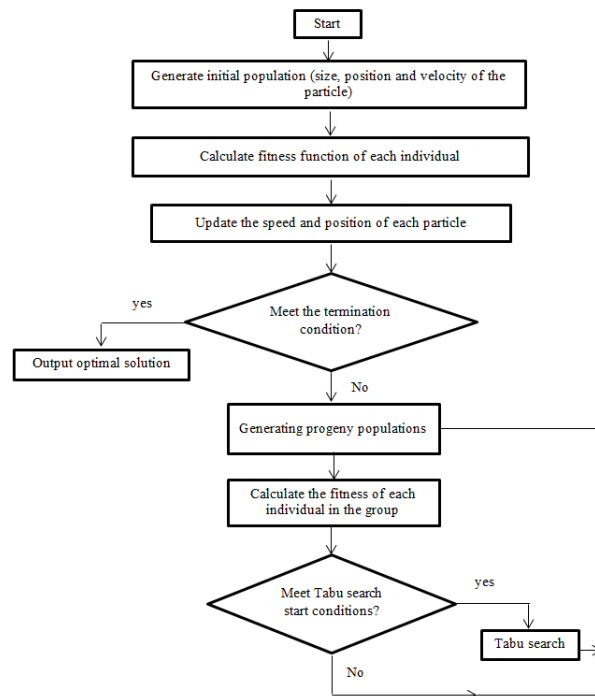 Start
Generate initial population (size, position and velocity of the
particle)
Calculate fitness function of each individual
Update the speed and position of each particle
yes
Meet the termination
condition?
Output optimal solution
No
Generating progeny populations
Calculate the fitness of each
individual in the group
Meet Tabu search
start conditions?
yes
Tabu search
No